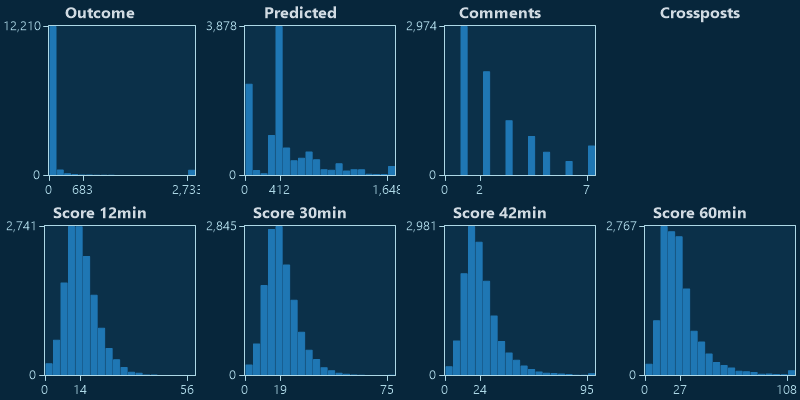 Outcome
12,210
0
0 683 2,733
Predicted
3,878
0
0 412 1,648
Comments
2,974
0
0 2 7
Crossposts
Score 12min
2,741
0
0 14 56
Score 30min
2,845
0
0 19 75
Score 42min
2,981
0
0 24 95
Score 60min
2,767
0
0 27 108